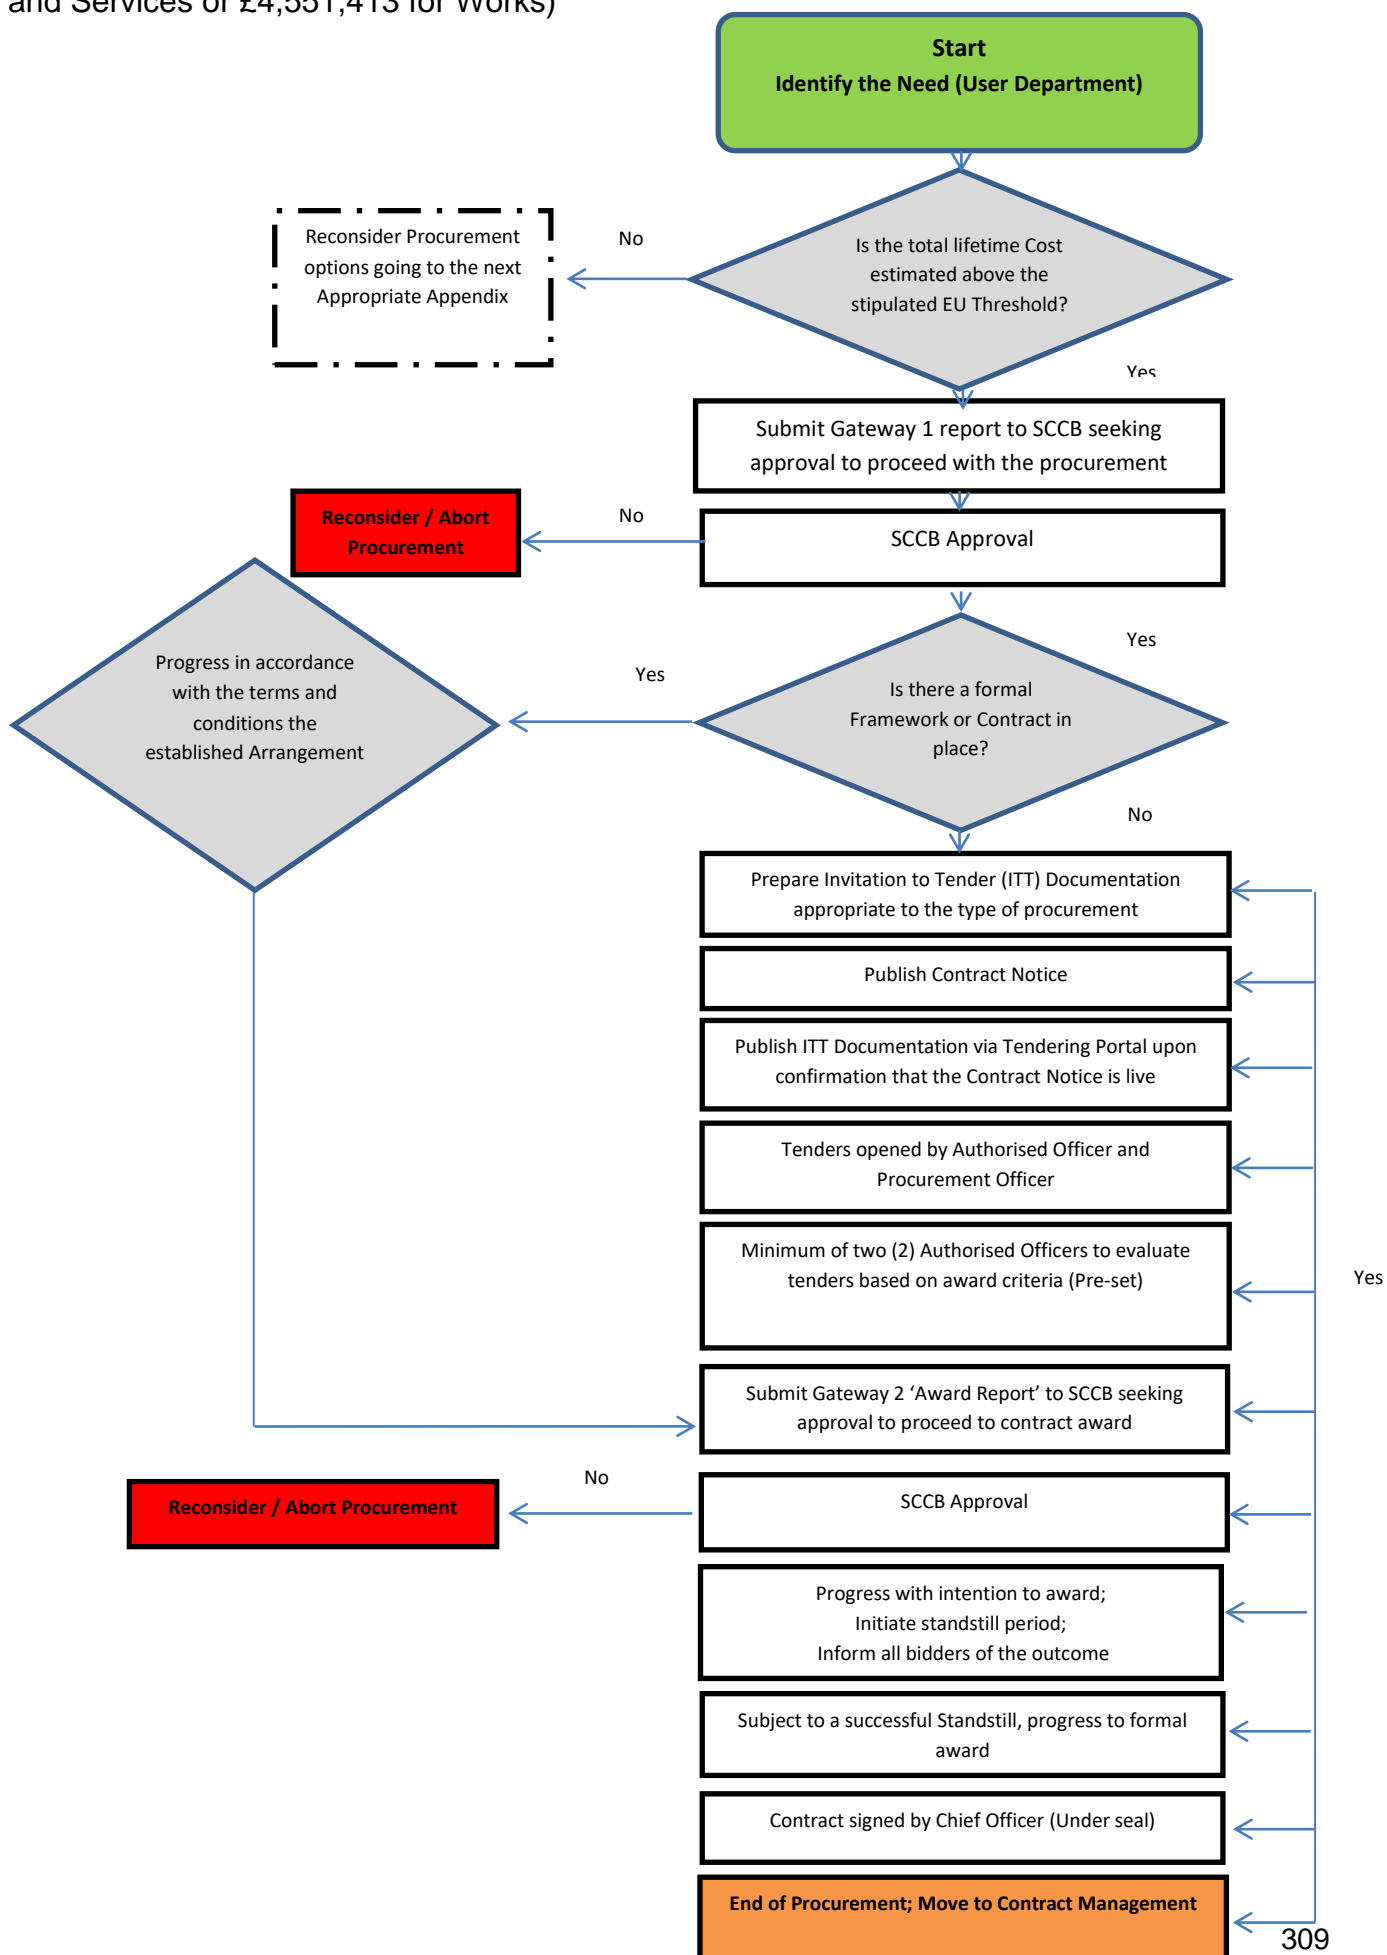 and Services or £4,551,413 for Works)
Start
Identify the Need (User Department)
Is the total lifetime Cost
estimated above the
stipulated EU Threshold?
No
Reconsider Procurement
options going to the next
Appropriate Appendix
Yes
Submit Gateway 1 report to SCCB seeking
approval to proceed with the procurement
SCCB Approval
No
Reconsider / Abort
Procurement
Yes
Is there a formal
Framework or Contract in
place?
Yes
Progress in accordance
with the terms and
conditions the
established Arrangement
No
Prepare Invitation to Tender (ITT) Documentation
appropriate to the type of procurement
Publish Contract Notice
Publish ITT Documentation via Tendering Portal upon
confirmation that the Contract Notice is live
Tenders opened by Authorised Officer and
Procurement Officer
Minimum of two (2) Authorised Officers to evaluate
tenders based on award criteria (Pre-set)
Yes
Submit Gateway 2 ‘Award Report’ to SCCB seeking
approval to proceed to contract award
SCCB Approval
No
Reconsider / Abort Procurement
Progress with intention to award;
Initiate standstill period;
Inform all bidders of the outcome
Subject to a successful Standstill, progress to formal
award
Contract signed by Chief Officer (Under seal)
End of Procurement; Move to Contract Management
309